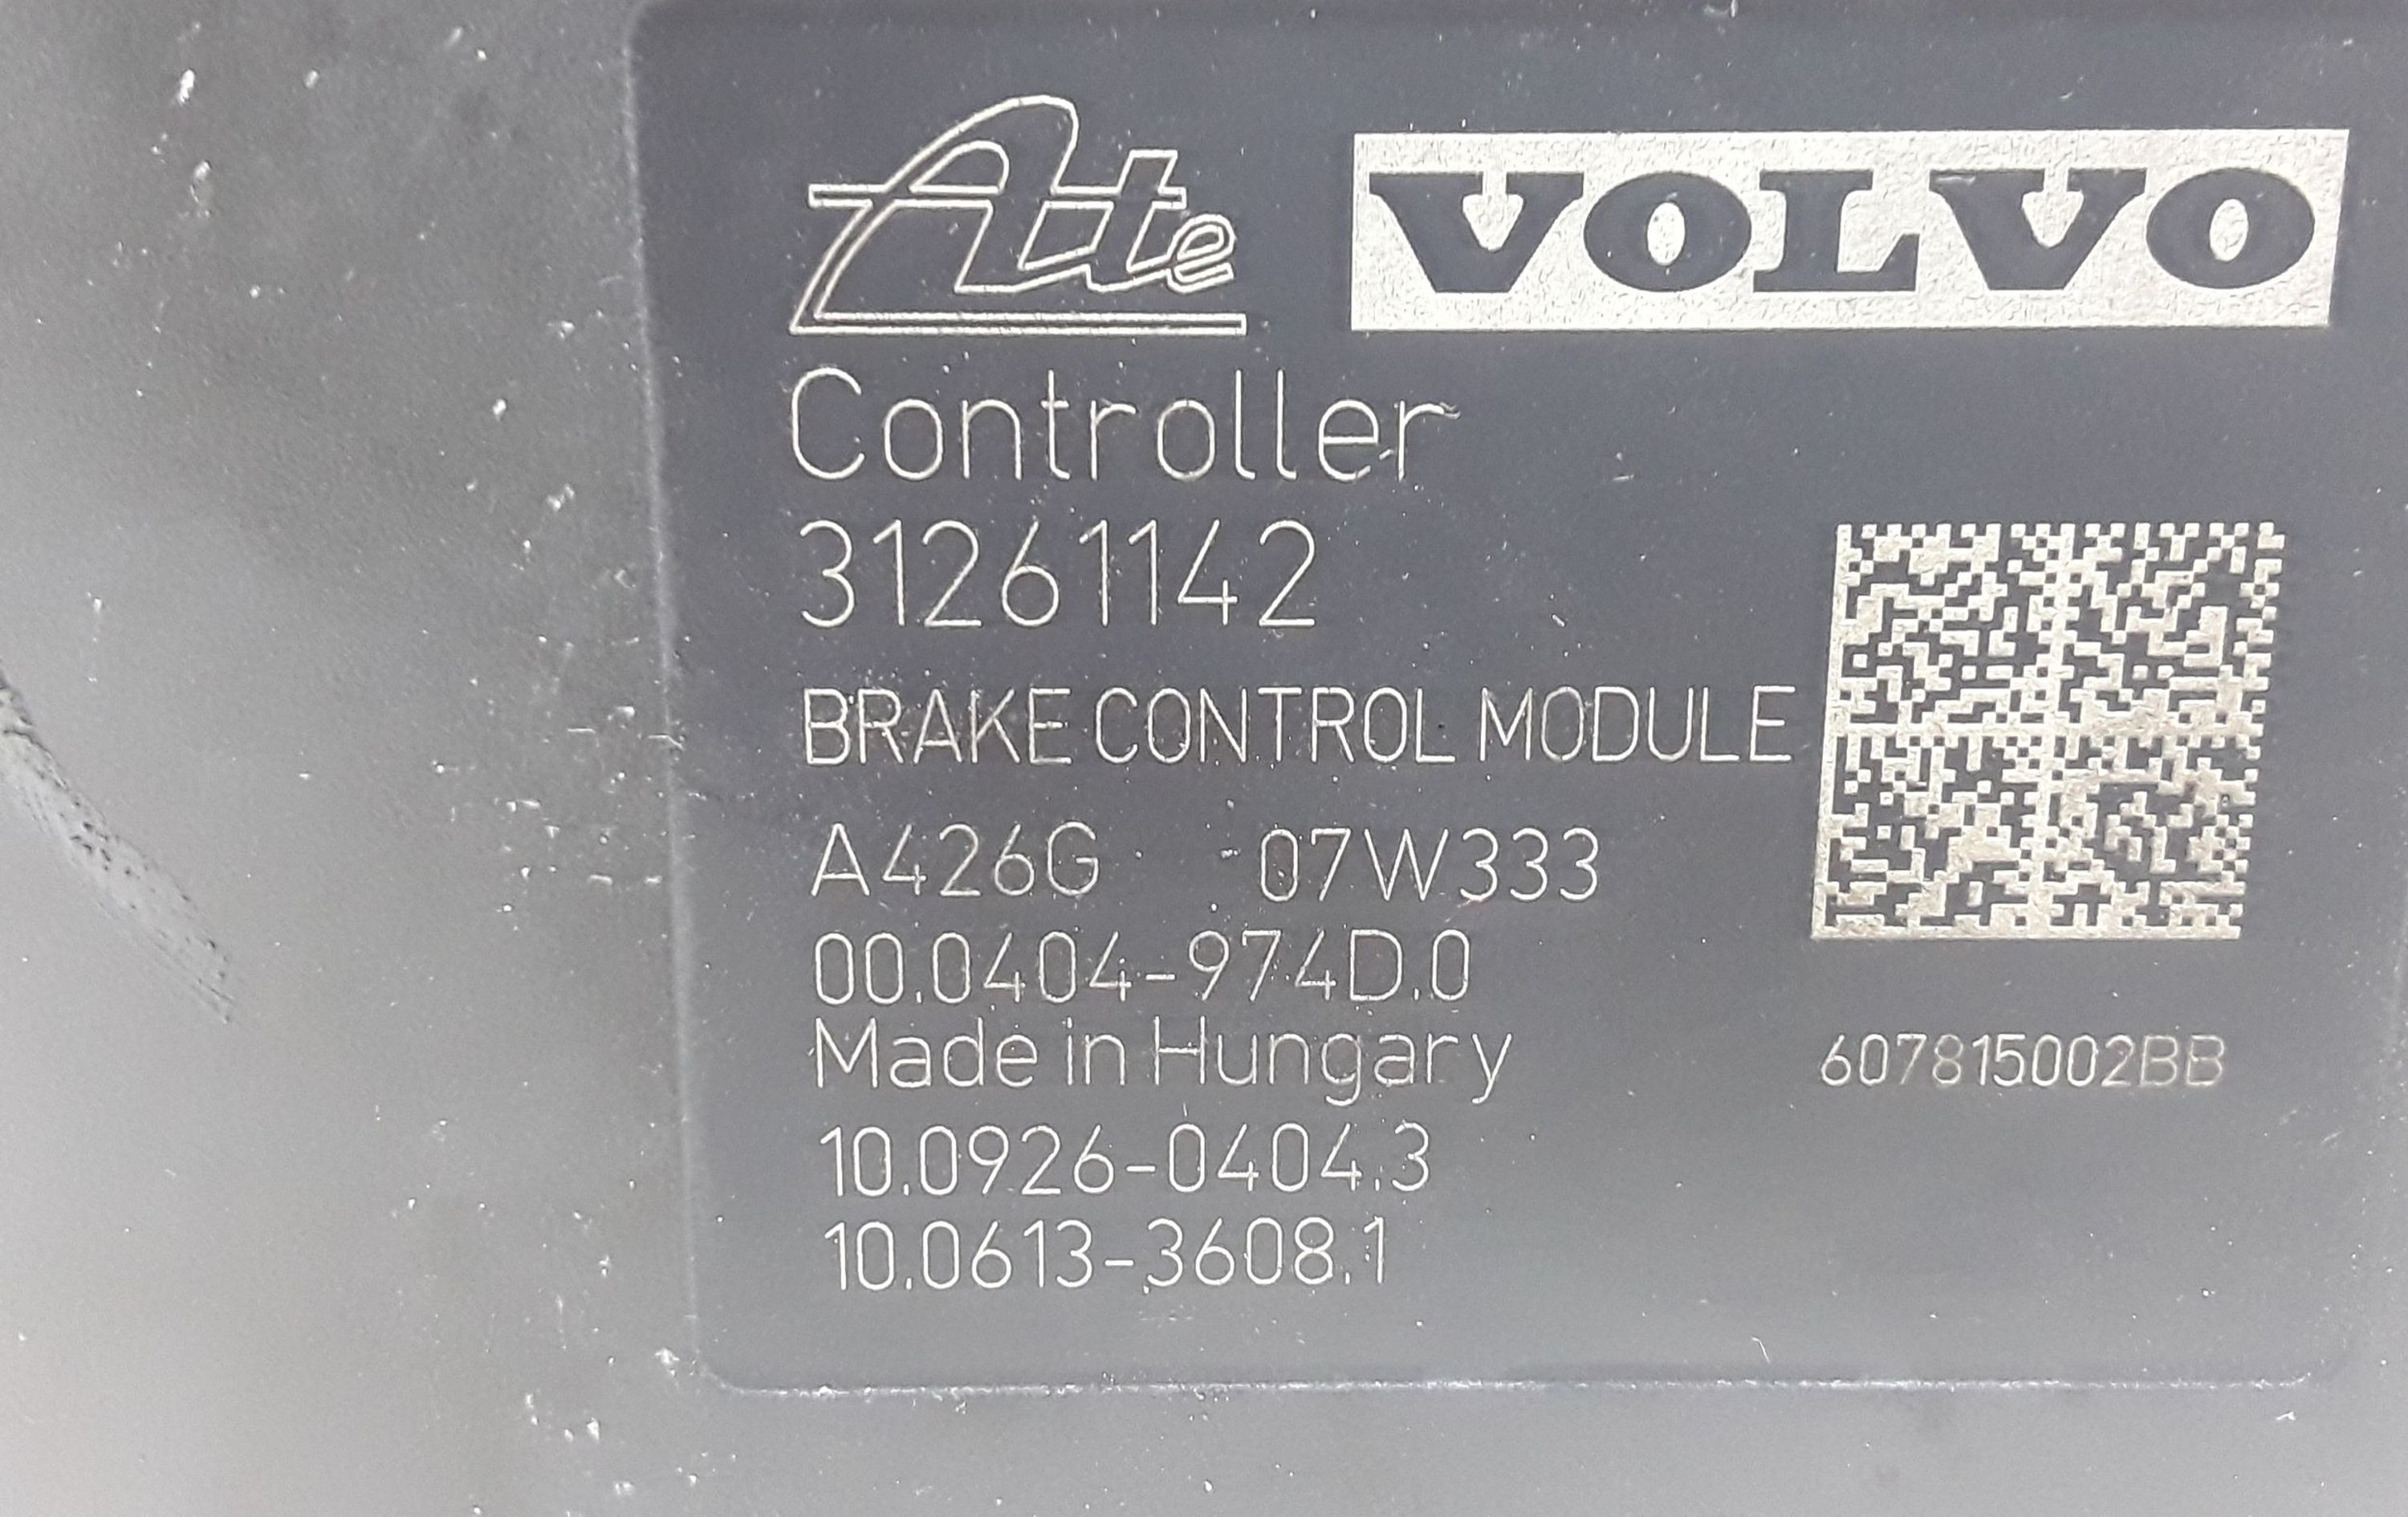 Ate VOLVO
Controller
31261142
BRAKE CONTROL MODULE
A426G 07W333
00.0404-974D.0
Made in Hungary
607815002BB
10.0926-0404.3
10.0613-3608.1